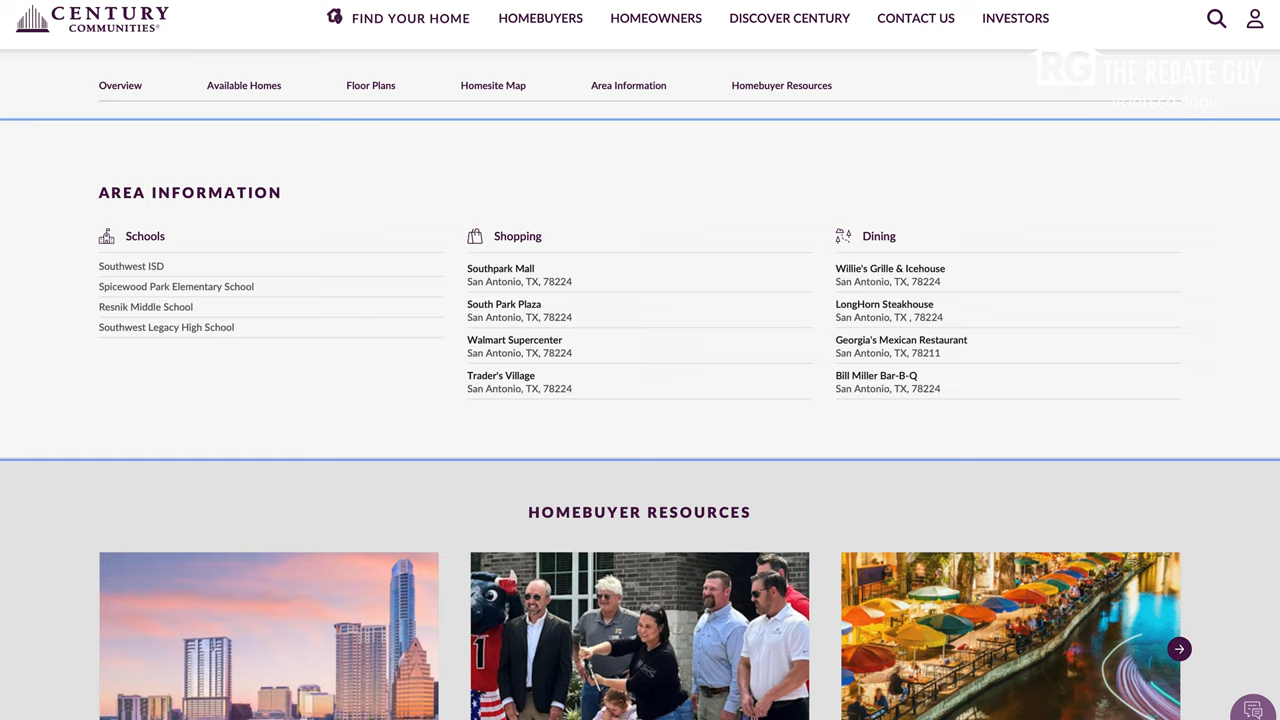 CENTURY
COMMUNITIES®
FIND YOUR HOME
HOMEBUYERS
HOMEOWNERS
DISCOVER CENTURY
CONTACT US
INVESTORS
RG THE REBATE GUY
Overview
Available Homes
Floor Plans
Homesite Map
Area Information
Homebuyer Resources
AREA INFORMATION
Schools
Southwest ISD
Spicewood Park Elementary School
Resnik Middle School
Southwest Legacy High School
Shopping
Southpark Mall
San Antonio, TX, 78224
South Park Plaza
San Antonio, TX, 78224
Walmart Supercenter
San Antonio, TX, 78224
Trader's Village
San Antonio, TX, 78224
Dining
Willie's Grille & Icehouse
San Antonio, TX, 78224
LongHorn Steakhouse
San Antonio, TX , 78224
Georgia's Mexican Restaurant
San Antonio, TX, 78211
Bill Miller Bar-B-Q
San Antonio, TX, 78224
HOMEBUYER RESOURCES
1